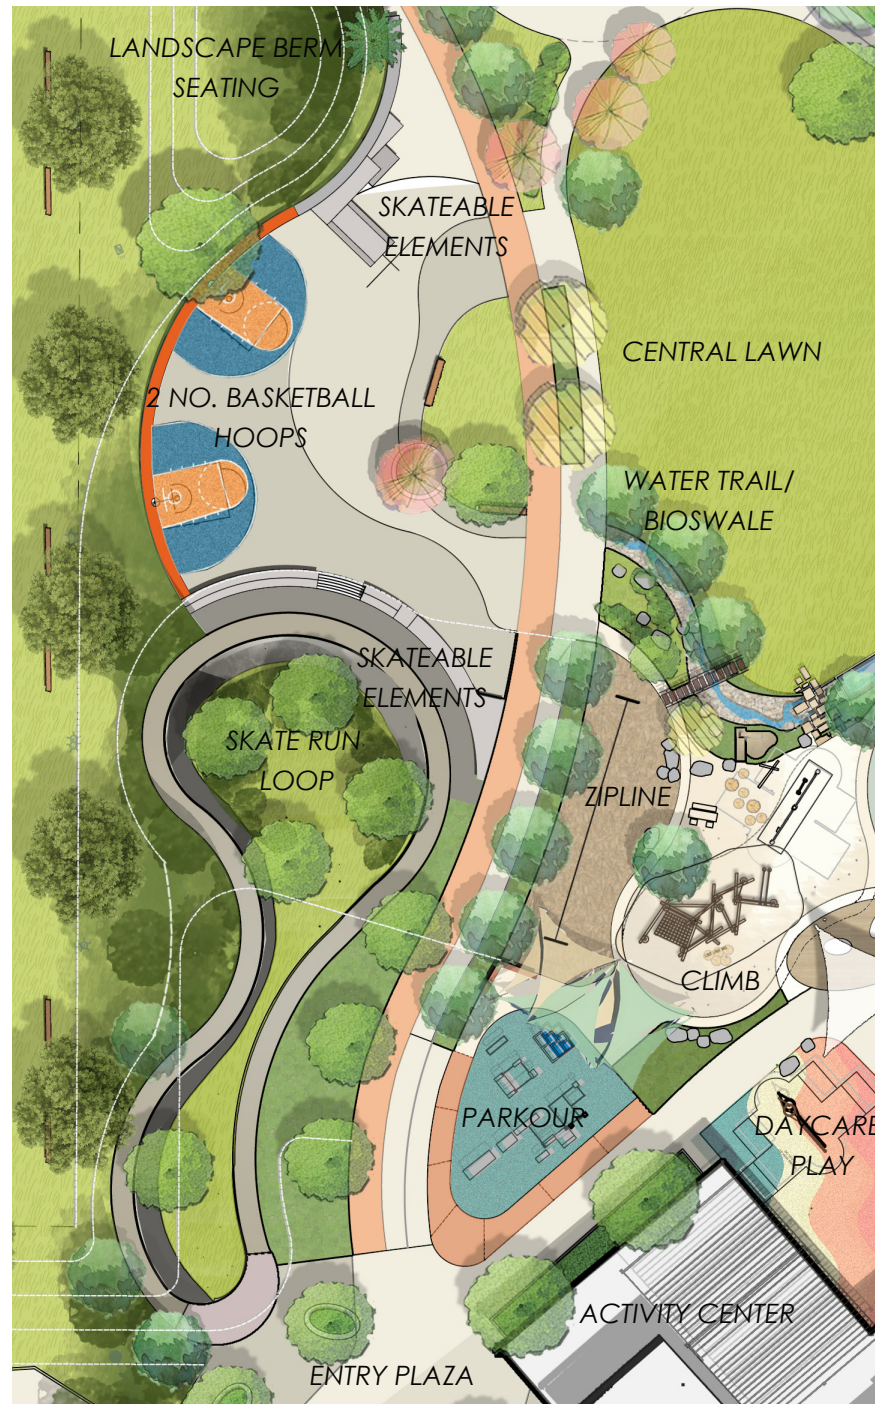 LANDSCAPE BERM
SEATING
SKATEABLE
ELEMENTS
CENTRAL LAWN
2 NO. BASKETBALL
HOOPS
WATER TRAIL/
BIOSWALE
SKATEABLE
ELEMENTS
SKATE RUN
LOOP
ZIPLINE
CLIMB
PARKOUR
DAYCARE
PLAY
ACTIVITY CENTER
ENTRY PLAZA